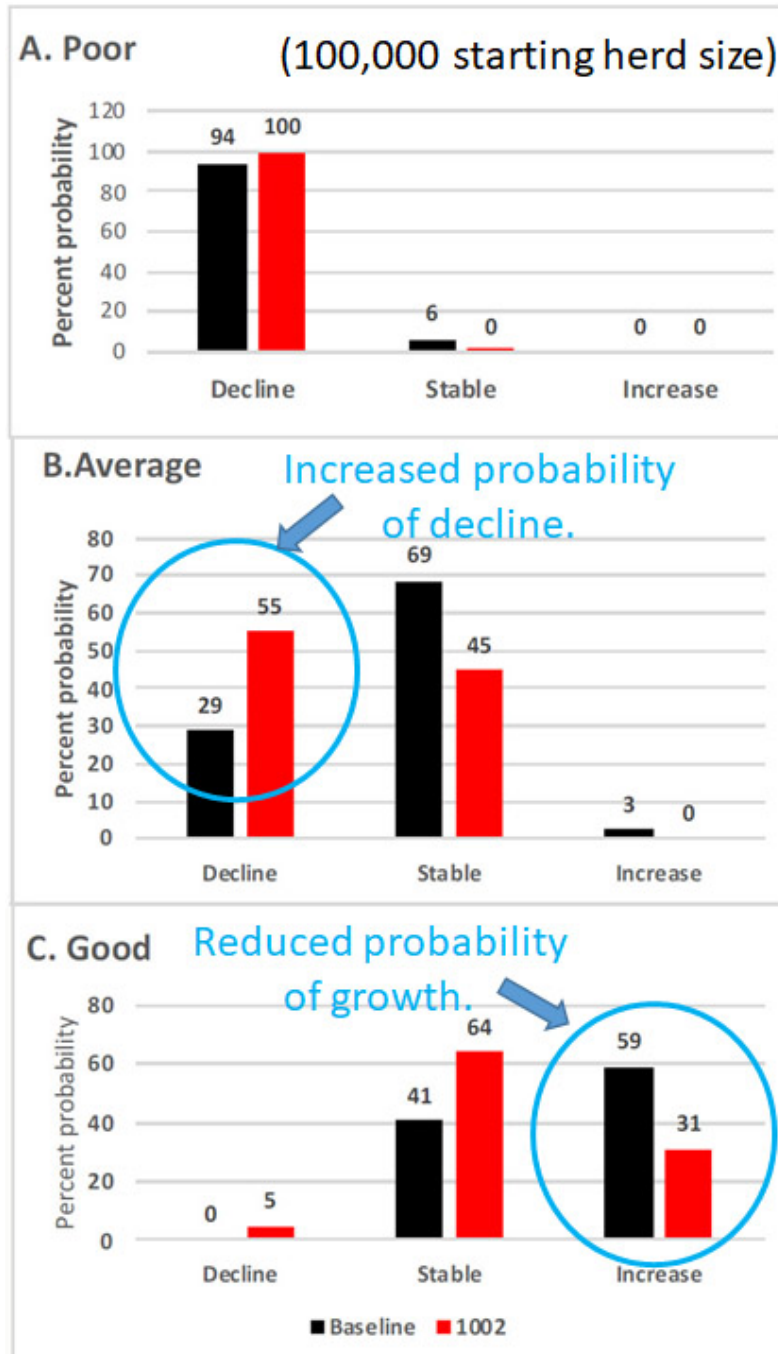 A. Poor (100,000 starting herd size)
Percent probability
120
100
80
60
40
20
0
94 100
6 0
0 0
Decline Stable Increase
B.Average
Increased probability
of decline.
Percent probability
80
70
60
50
40
30
20
10
0
29 55
69 45
3 0
Decline Stable Increase
C. Good
Reduced probability
of growth.
Percent probability
80
60
40
20
0
0 5
41 64
59 31
Decline Stable Increase
Baseline 1002